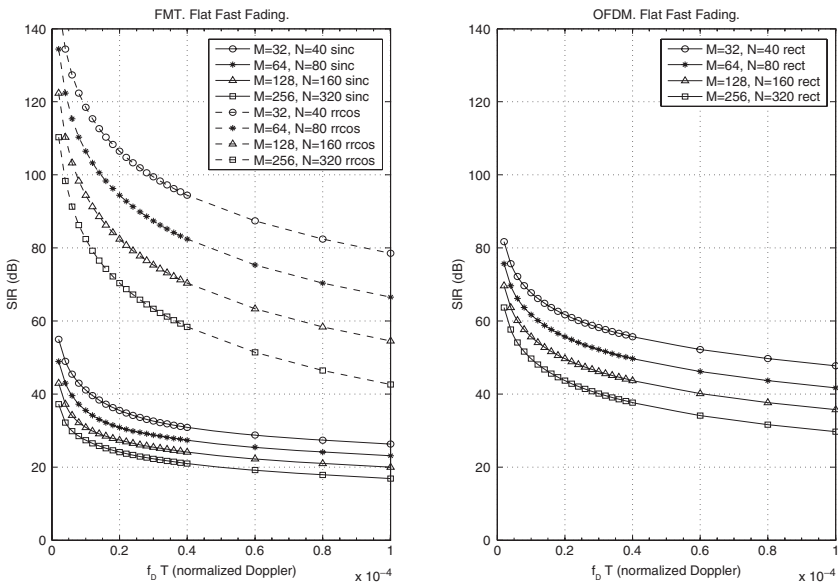 FMT. Flat Fast Fading.
140
120
100
80
60
40
20
0
SIR (dB)
M=32, N=40 sinc
M=64, N=80 sinc
M=128, N=160 sinc
M=256, N=320 sinc
M=32, N=40 rrcos
M=64, N=80 rrcos
M=128, N=160 rrcos
M=256, N=320 rrcos
0 0.2 0.4 0.6 0.8 1
f_D T (normalized Doppler)
x 10⁻⁴
OFDM. Flat Fast Fading.
140
120
100
80
60
40
20
0
SIR (dB)
M=32, N=40 rect
M=64, N=80 rect
M=128, N=160 rect
M=256, N=320 rect
0 0.2 0.4 0.6 0.8 1
f_D T (normalized Doppler)
x 10⁻⁴